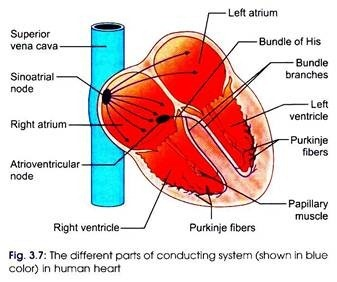 Left atrium
Superior
vena cava
Bundle of His
Bundle
branches
Sinoatrial
node
Left
ventricle
Right atrium
Purkinje
fibers
Atrioventricular
node
Papillary
muscle
Right ventricle
Purkinje fibers
Fig. 3.7: The different parts of conducting system (shown in blue
color) in human heart